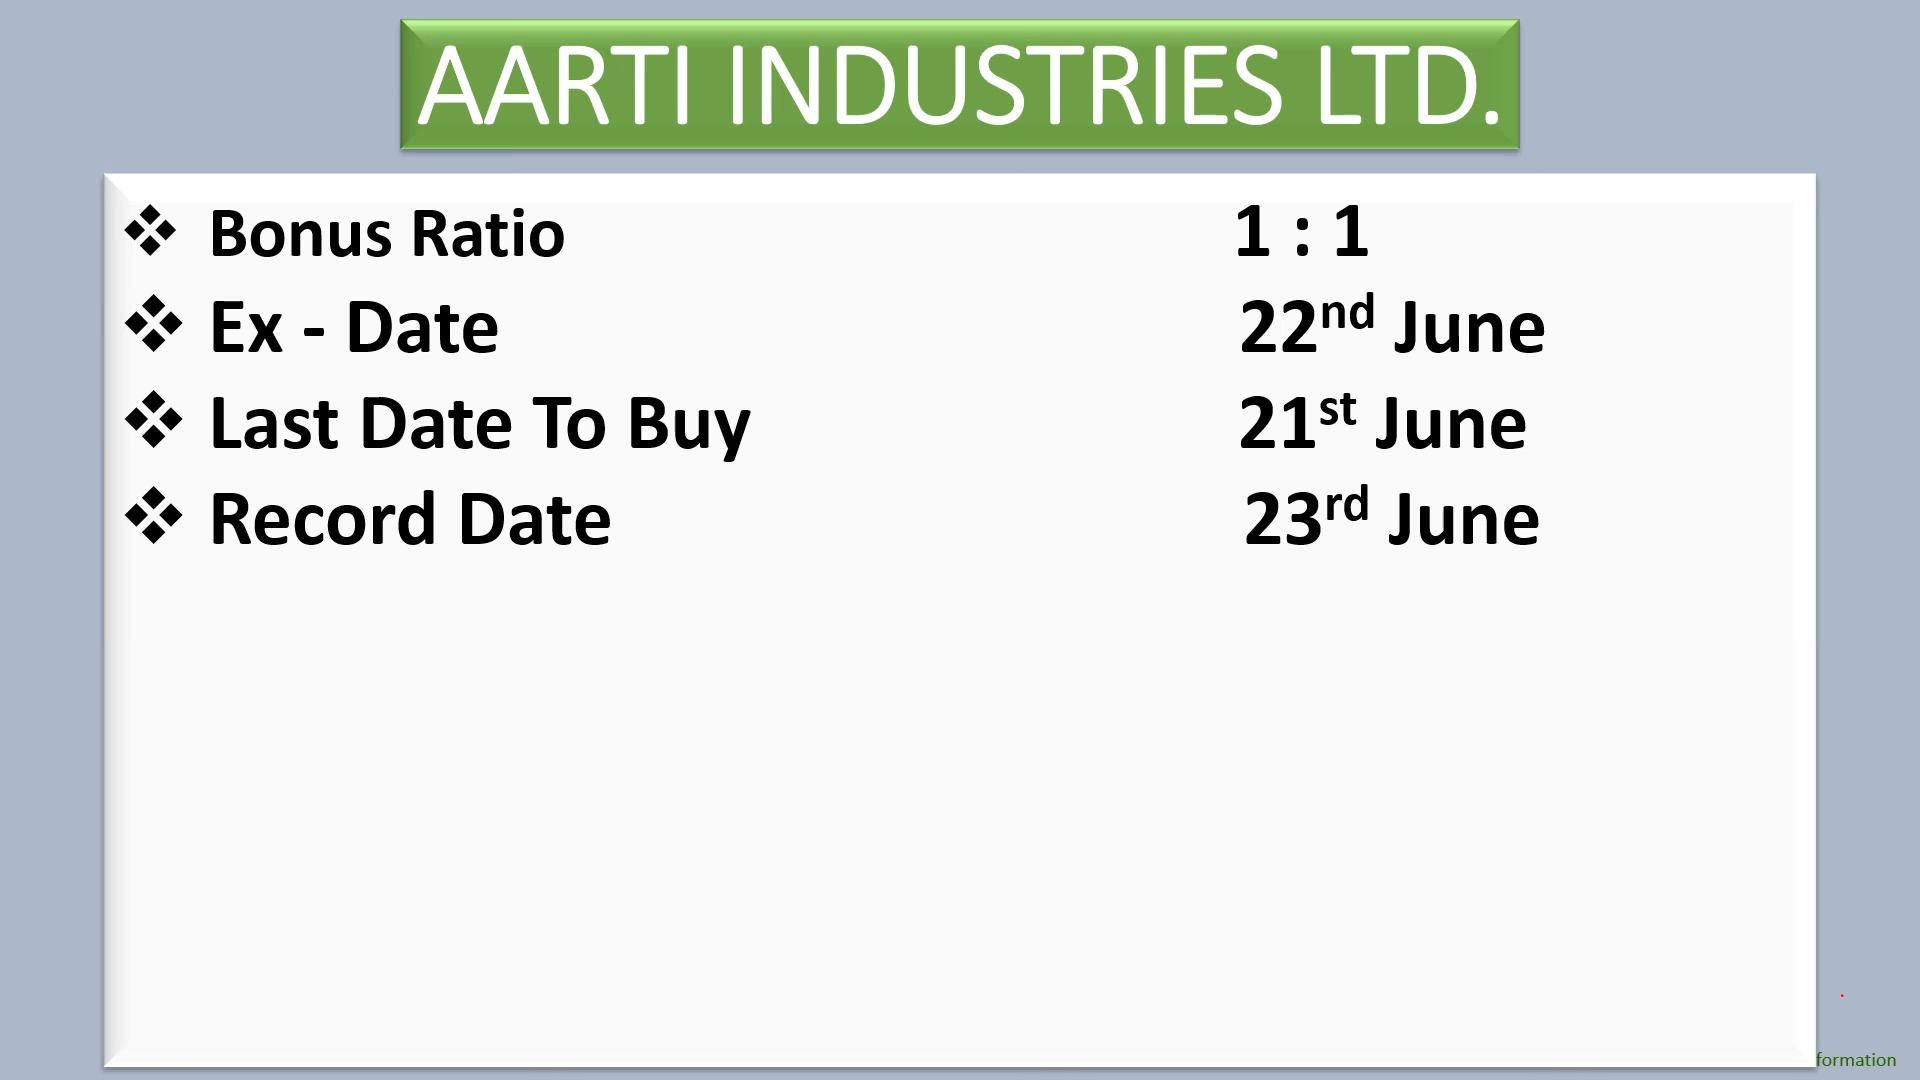 AARTI INDUSTRIES LTD.
❖ Bonus Ratio 1 : 1
❖ Ex - Date 22nd June
❖ Last Date To Buy 21st June
❖ Record Date 23rd June
formation